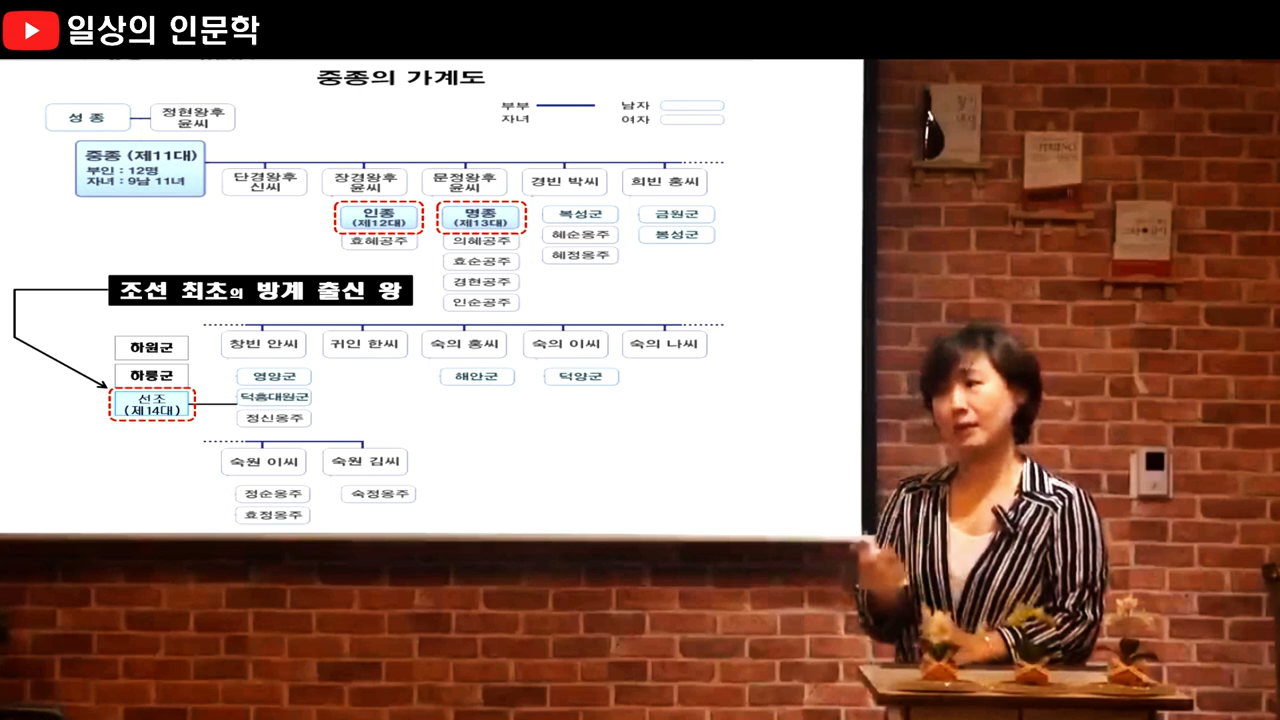 일상의 인문학
중종의 가계도
부부
남자
자녀
여자
성 종
정현왕후
윤씨
중종 (제11대)
부인 : 12명
자녀 : 9남 11녀
단경왕후
신씨
장경왕후
윤씨
문정왕후
윤씨
경빈 박씨
희빈 홍씨
인종
(제12대)
명종
(제13대)
복성군
금원군
효혜공주
의혜공주
혜순옹주
봉성군
효순공주
혜정옹주
경현공주
인순공주
조선 최초의 방계 출신 왕
하원군
창빈 안씨
귀인 한씨
숙의 홍씨
숙의 이씨
숙의 나씨
하릉군
영양군
해안군
덕양군
선조
(제14대)
덕흥대원군
정신옹주
숙원 이씨
숙원 김씨
정순옹주
숙정옹주
효정옹주